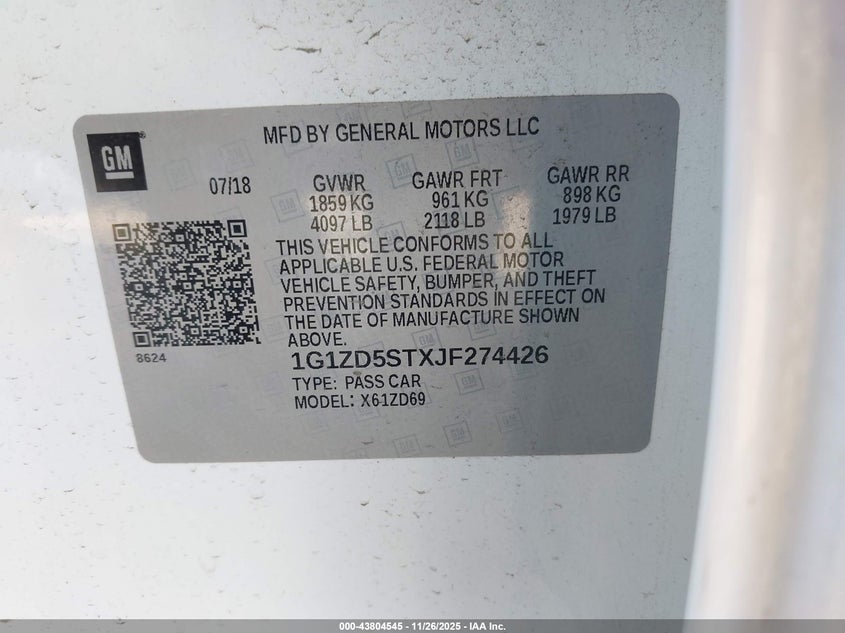 MFD BY GENERAL MOTORS LLC
GM
07/18
GVWR GAWR FRT GAWR RR
1859 KG 961 KG 898 KG
4097 LB 2118 LB 1979 LB
THIS VEHICLE CONFORMS TO ALL
APPLICABLE U.S. FEDERAL MOTOR
VEHICLE SAFETY, BUMPER, AND THEFT
PREVENTION STANDARDS IN EFFECT ON
THE DATE OF MANUFACTURE SHOWN
ABOVE.
8624
1G1ZD5STXJF274426
TYPE: PASS CAR
MODEL: X61ZD69
000-43804545 - 11/26/2025 - IAA Inc.